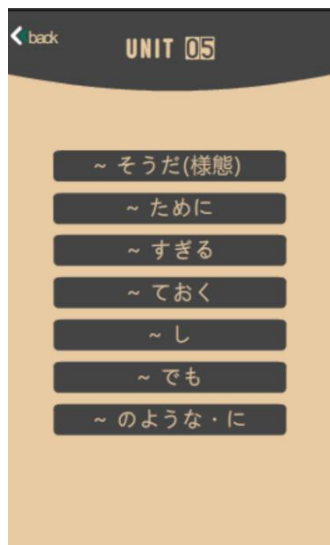 back
UNIT 05
~ そうだ(様態)
~ ために
~ すぎる
~ ておく
~ し
~ でも
~ のような・に